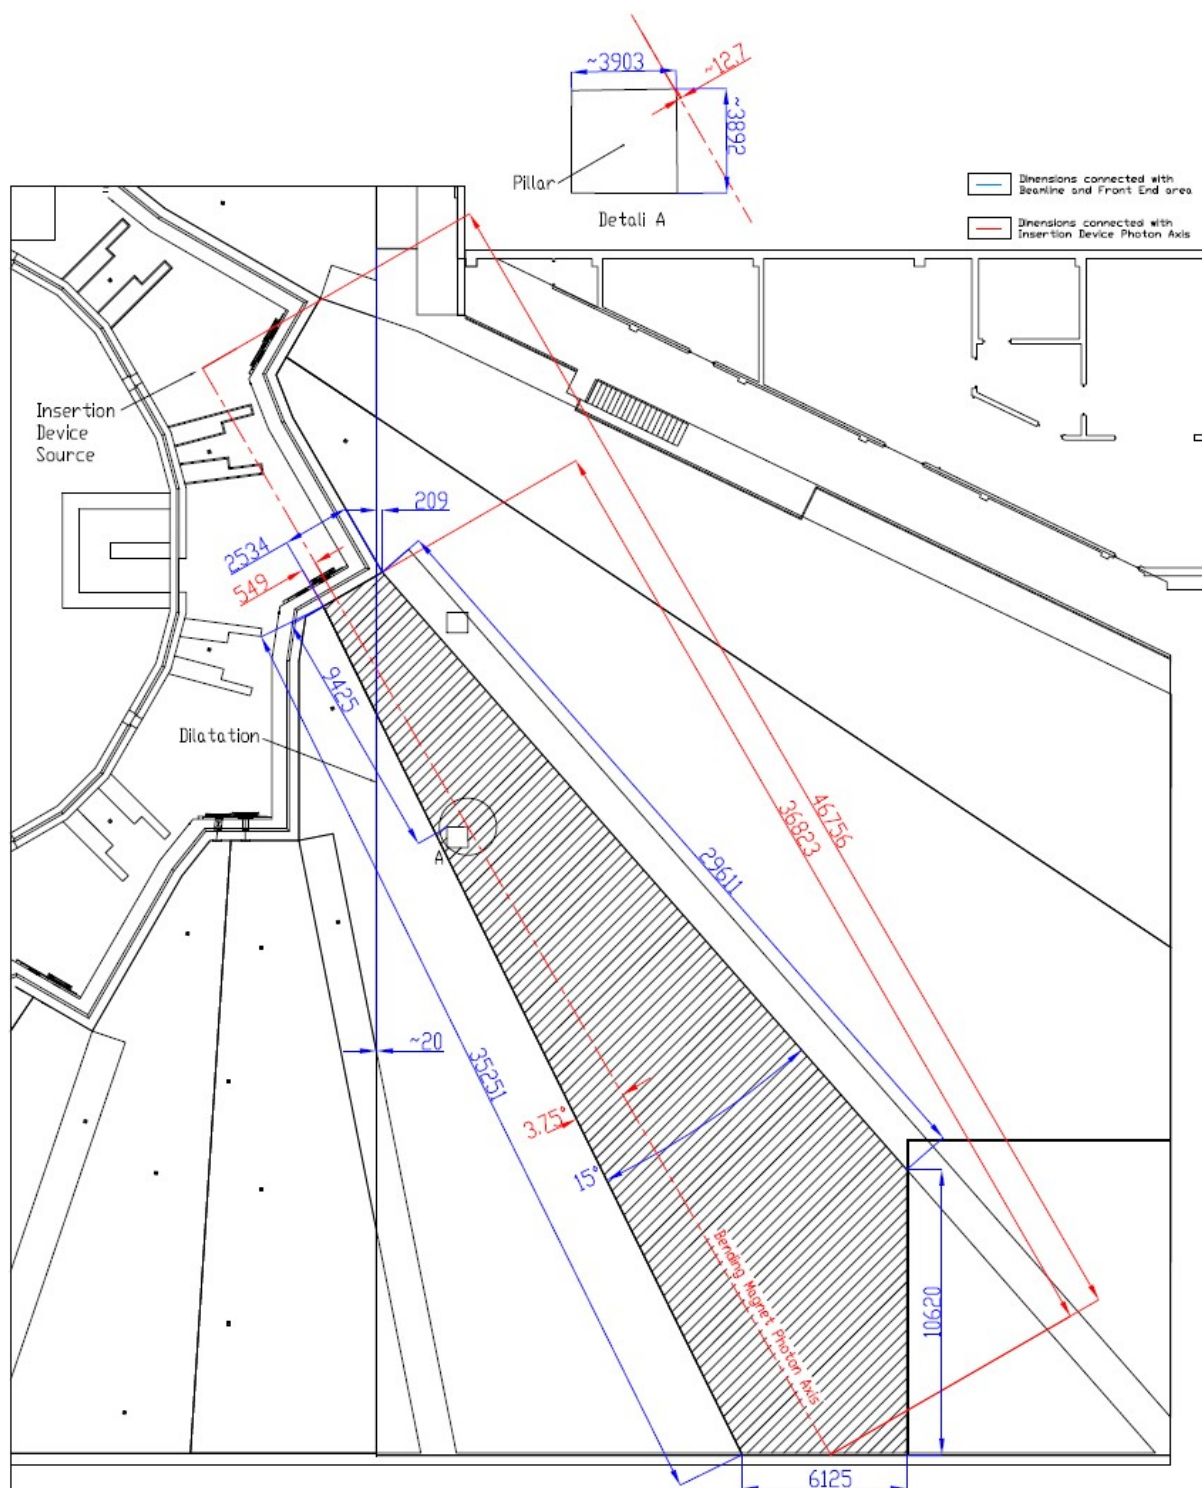 ~3903
~12.7
~3892
Pillar
Detali A
Dimensions connected with
Beamline and Front End area
Dimensions connected with
Insertion Device Photon Axis
Insertion
Device
Source
209
2534
549
9425
Dilatation
A
46756
36823
29611
~20
35251
3.75°
15°
Bending Magnet Photon Axis
10620
6125